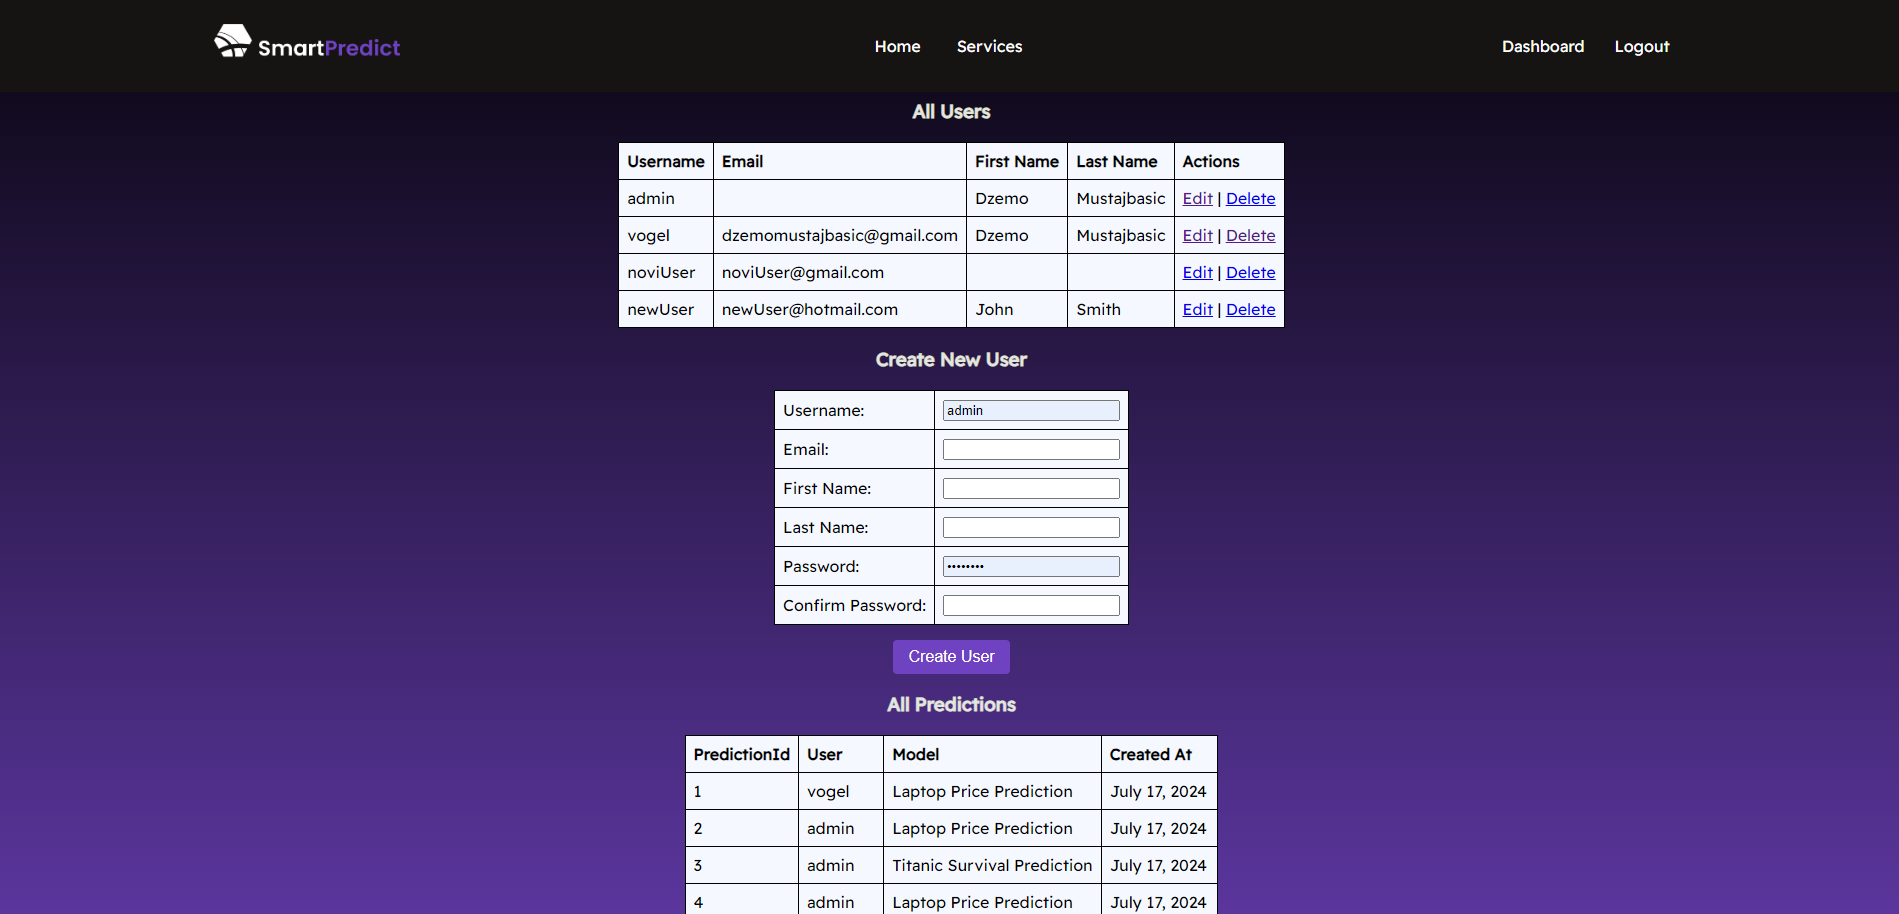 SmartPredict
Home Services
Dashboard Logout
All Users
Username Email First Name Last Name Actions
admin Dzemo Mustajbasic Edit | Delete
vogel dzemomustajbasic@gmail.com Dzemo Mustajbasic Edit | Delete
noviUser noviUser@gmail.com Edit | Delete
newUser newUser@hotmail.com John Smith Edit | Delete
Create New User
Username: admin
Email:
First Name:
Last Name:
Password: ••••••••
Confirm Password:
Create User
All Predictions
PredictionId User Model Created At
1 vogel Laptop Price Prediction July 17, 2024
2 admin Laptop Price Prediction July 17, 2024
3 admin Titanic Survival Prediction July 17, 2024
4 admin Laptop Price Prediction July 17, 2024